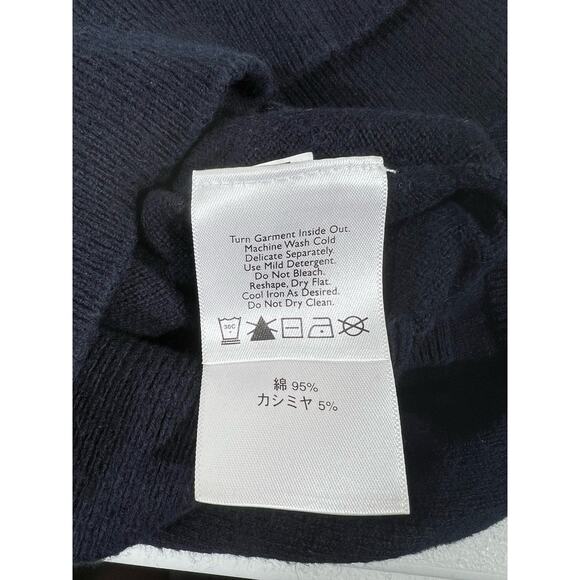 Turn Garment Inside Out.
Machine Wash Cold
Delicate Separately.
Use Mild Detergent.
Do Not Bleach.
Reshape, Dry Flat.
Cool Iron As Desired.
Do Not Dry Clean.
30C
綿 95%
カシミヤ 5%